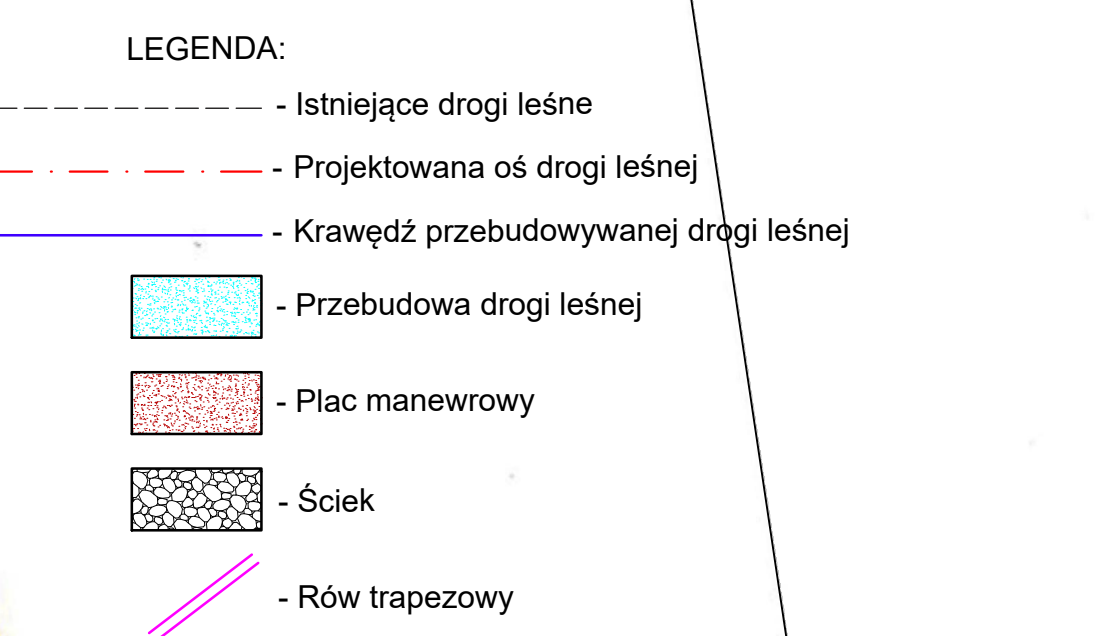 LEGENDA:
- Istniejące drogi leśne
- Projektowana oś drogi leśnej
- Krawędź przebudowywanej drogi leśnej
- Przebudowa drogi leśnej
- Plac manewrowy
- Ściek
- Rów trapezowy